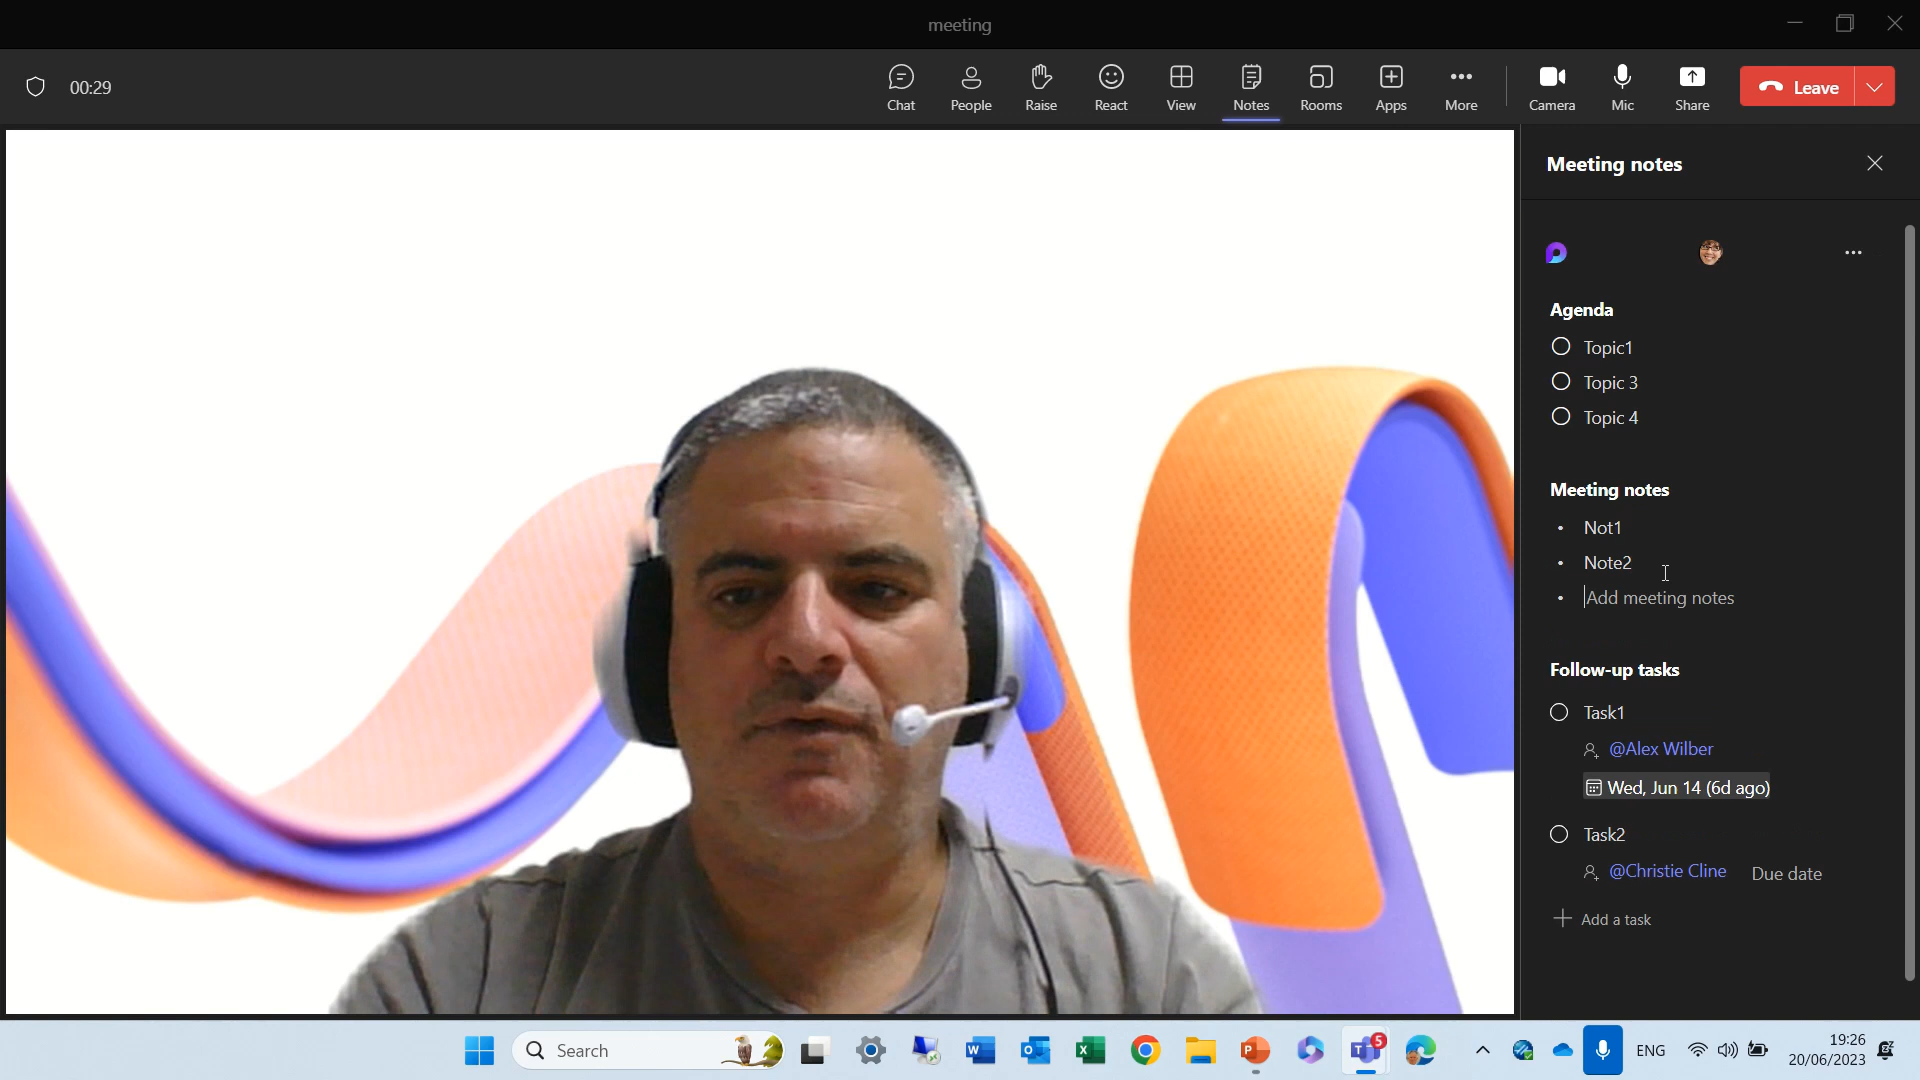 meeting
00:29
Chat
People
Raise
React
View
Notes
Rooms
Apps
More
Camera
Mic
Share
Leave
Meeting notes
Agenda
Topic1
Topic 3
Topic 4
Meeting notes
Not1
Note2
Add meeting notes
Follow-up tasks
Task1
@Alex Wilber
Wed, Jun 14 (6d ago)
Task2
@Christie Cline Due date
Add a task
Search
5
ENG
19:26
20/06/2023